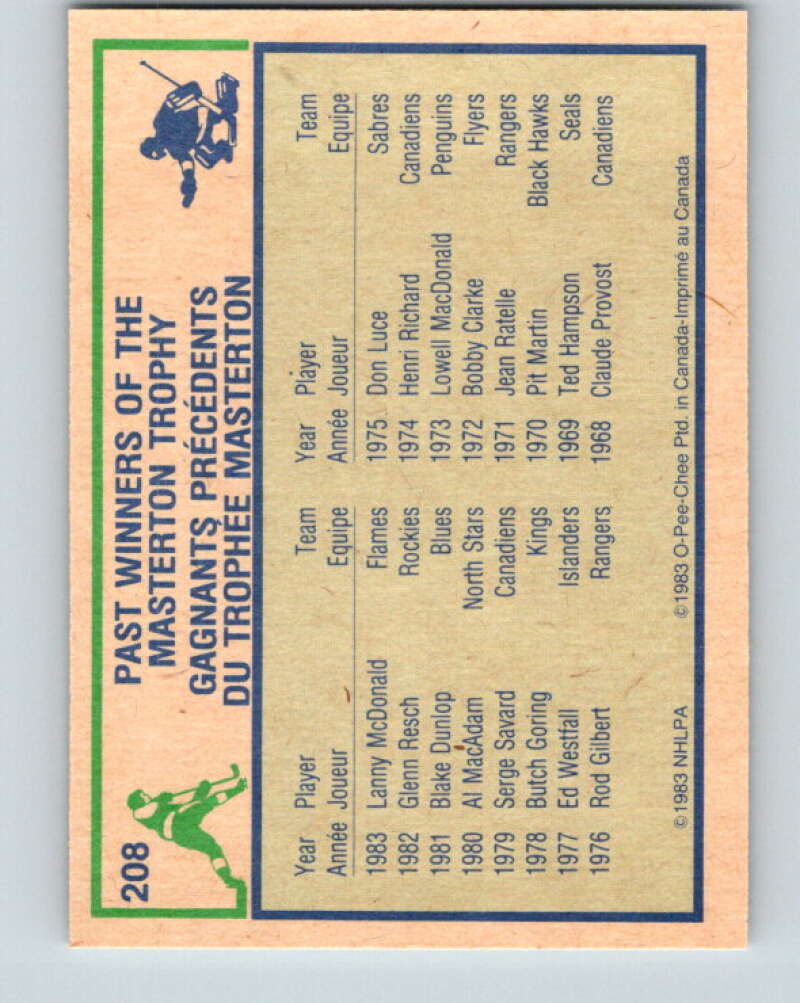 208
PAST WINNERS OF THE
MASTERTON TROPHY
GAGNANTS PRÉCÉDENTS
DU TROPHÉE MASTERTON
Year Player Team
Année Joueur Equipe
1983 Lanny McDonald Flames
1982 Glenn Resch Rockies
1981 Blake Dunlop Blues
1980 Al MacAdam North Stars
1979 Serge Savard Canadiens
1978 Butch Goring Kings
1977 Ed Westfall Islanders
1976 Rod Gilbert Rangers
Year Player Team
Année Joueur Equipe
1975 Don Luce Sabres
1974 Henri Richard Canadiens
1973 Lowell MacDonald Penguins
1972 Bobby Clarke Flyers
1971 Jean Ratelle Rangers
1970 Pit Martin Black Hawks
1969 Ted Hampson Seals
1968 Claude Provost Canadiens
©1983 NHLPA ©1983 O-Pee-Chee Ptd. in Canada-Imprimé au Canada